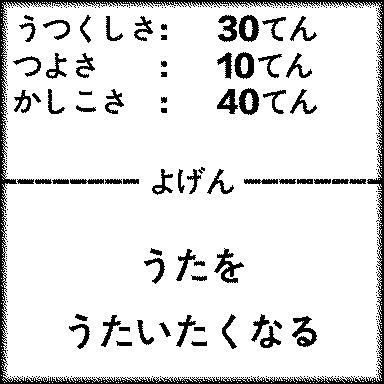 うつくしさ: 30てん
つよさ : 10てん
かしこさ : 40てん
よげん
うたを
うたいたくなる